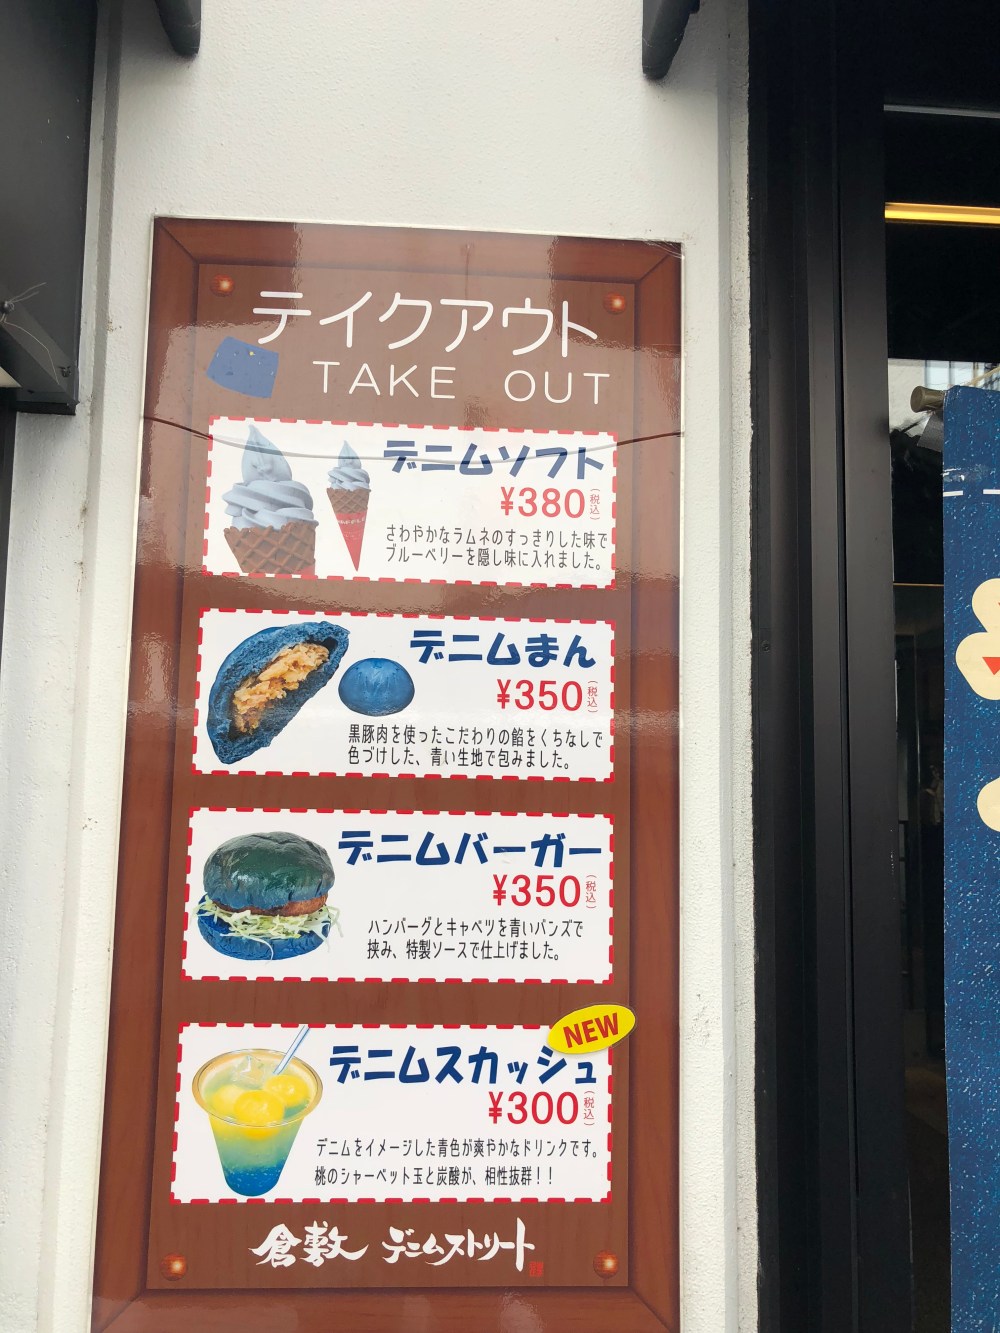 テイクアウト
TAKE OUT
デニムソフト
¥380(税込)
さわやかなラムネのすっきりした味で
ブルーベリーを隠し味に入れました。
デニムまん
¥350(税込)
黒豚肉を使ったこだわりの餡をくちなしで
色づけした、青い生地で包みました。
デニムバーガー
¥350(税込)
ハンバーグとキャベツを青いバンズで
挟み、特製ソースで仕上げました。
NEW
デニムスカッシュ
¥300(税込)
デニムをイメージした青色が爽やかなドリンクです。
桃のシャーベット玉と炭酸が、相性抜群！！
倉敷 デニムストリート